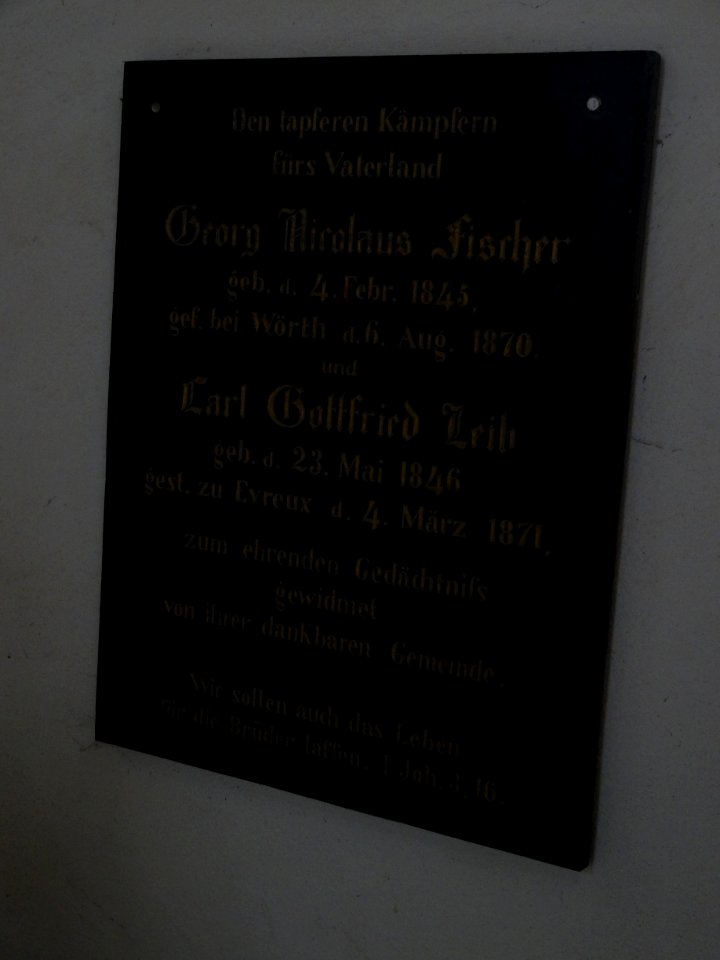 Den tapferen Kämpfern
fürs Vaterland
Georg Nicolaus Fischer
geb. d. 4. Febr. 1845.
gef. bei Wörth d. 6. Aug. 1870.
und
Carl Gottfried Leib
geb. d. 23. Mai 1846
gest. zu Evreux d. 4. März 1871.
zum ehrenden Gedächtniſs
gewidmet
von ihrer dankbaren Gemeinde.
Wir sollen auch das Leben
für die Brüder lassen. 1 Joh. 3, 16.